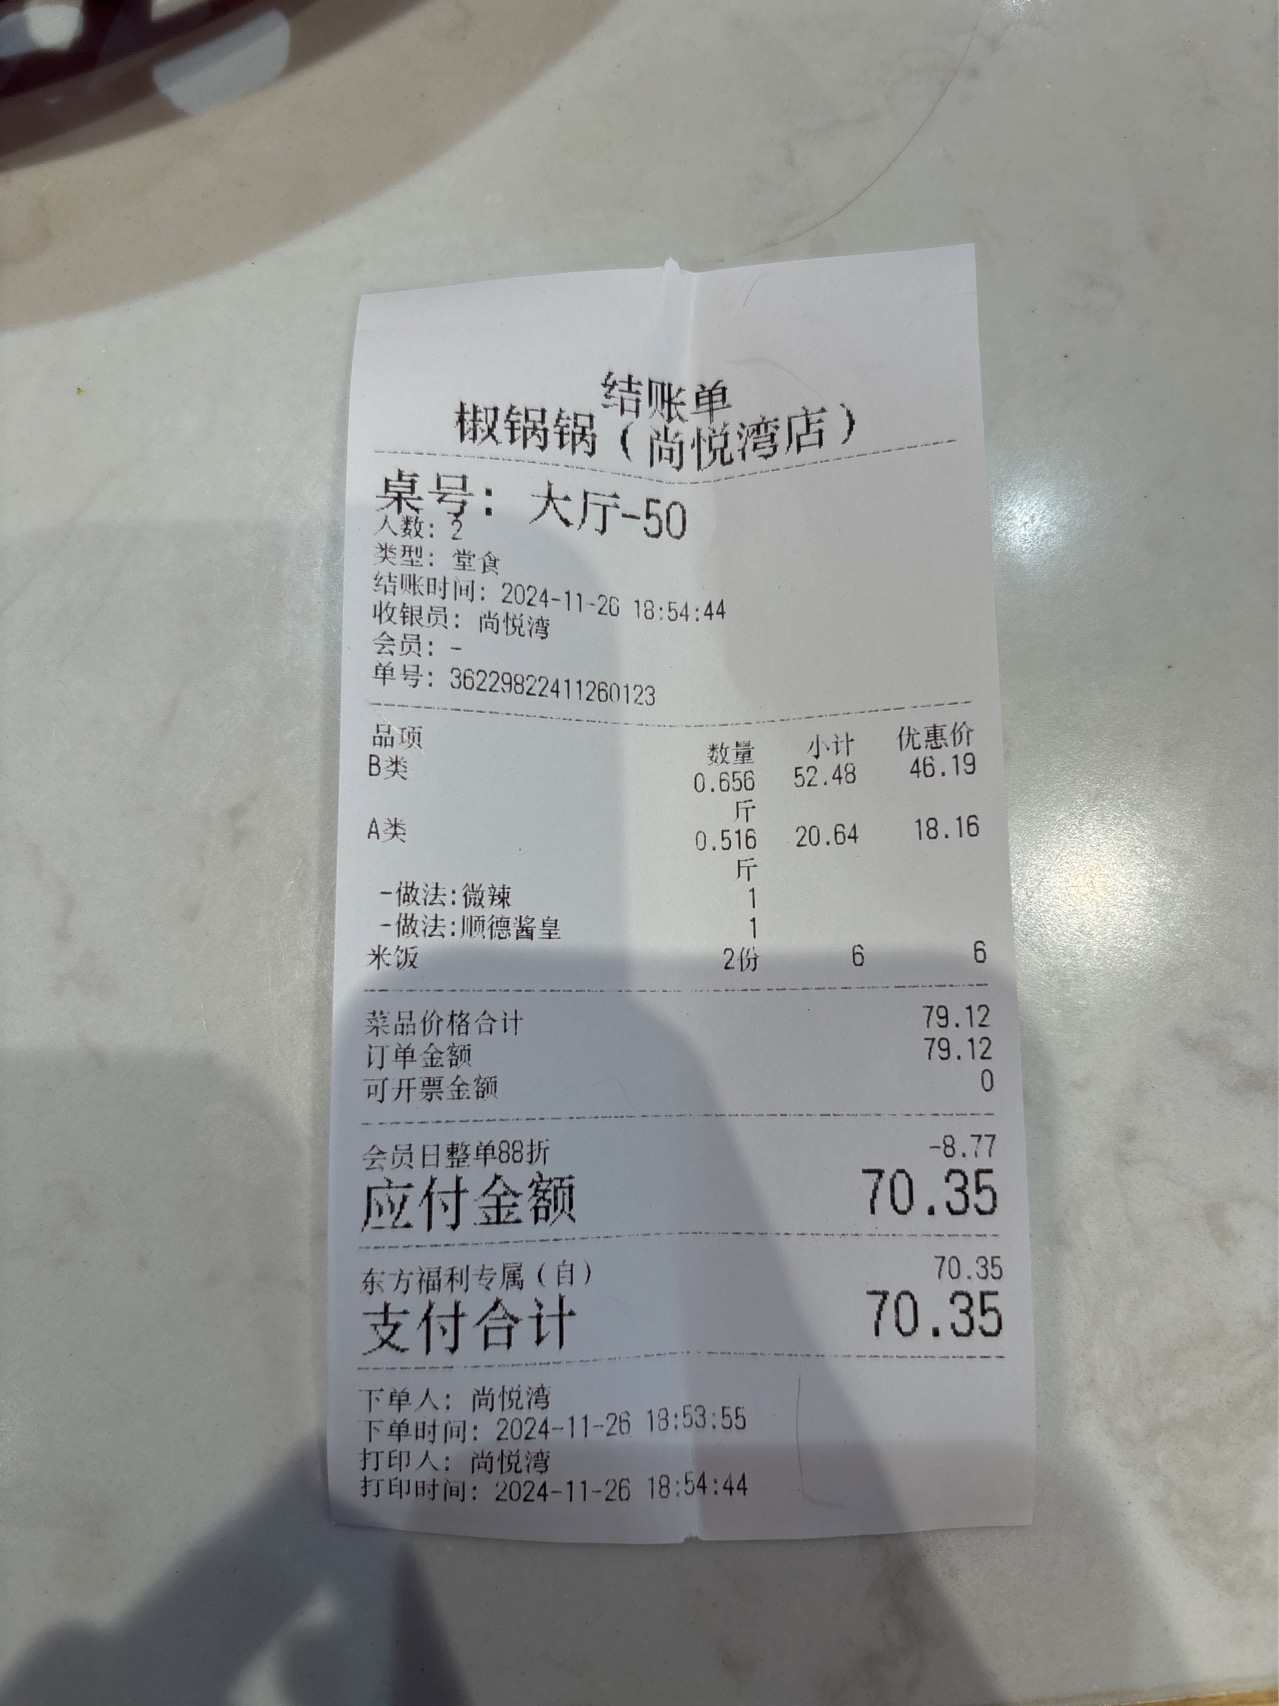 结账单
椒锅锅（尚悦湾店）
桌号：大厅-50
人数：2
类型：堂食
结账时间：2024-11-26 18:54:44
收银员：尚悦湾
会员：-
单号：36229822411260123
品项 数量 小计 优惠价
B类 0.656 52.48 46.19
斤
A类 0.516 20.64 18.16
斤
-做法:微辣 1
-做法:顺德酱皇 1
米饭 2份 6 6
菜品价格合计 79.12
订单金额 79.12
可开票金额 0
会员日整单88折 -8.77
应付金额 70.35
东方福利专属（自） 70.35
支付合计 70.35
下单人：尚悦湾
下单时间：2024-11-26 18:53:55
打印人：尚悦湾
打印时间：2024-11-26 18:54:44